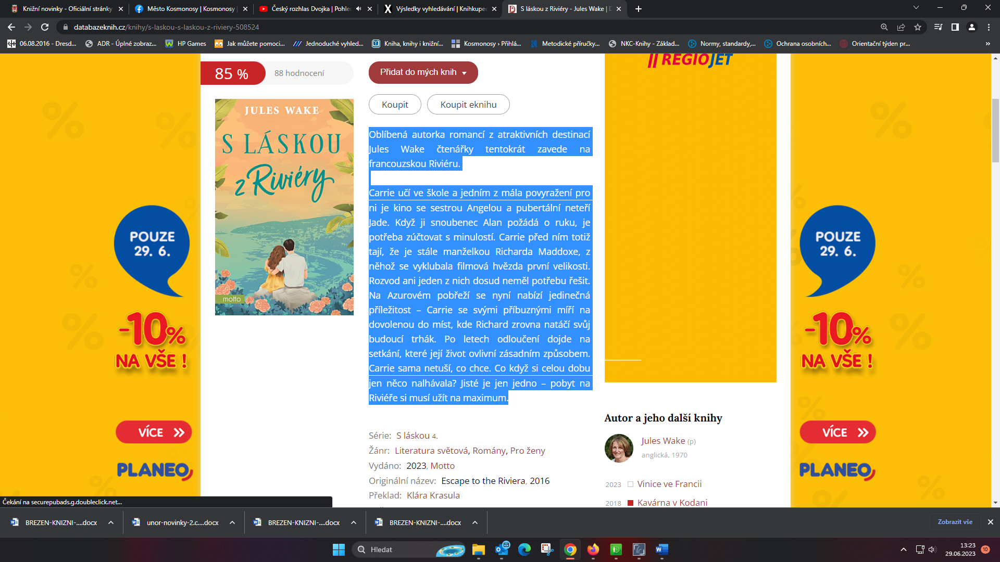 Knižní novinky - Oficiální stránky
Město Kosmonosy | Kosmonosy |
Český rozhlas Dvojka | Pohled
Výsledky vyhledávání | Knihkupec
S láskou z Riviéry - Jules Wake | D
databazeknih.cz/knihy/s-laskou-s-laskou-z-riviery-508524
06.08.2016 - Dresd...
ADR - Úplné zobraz...
HP Games
Jak můžete pomoci...
Jednoduché vyhled...
Kniha, knihy i knižní...
Kosmonosy › Přihlá...
Metodické příručky...
NKC-Knihy - Základ...
Normy, standardy,...
Ochrana osobních...
Orientační týden pr...
85 %
88 hodnocení
Přidat do mých knih
Koupit
Koupit eknihu
JULES WAKE
S LÁSKOU
z Riviéry
motto
Oblíbená autorka romancí z atraktivních destinací
Jules Wake čtenářky tentokrát zavede na
francouzskou Riviéru.
Carrie učí ve škole a jedním z mála povyražení pro
ni je kino se sestrou Angelou a pubertální neteří
Jade. Když ji snoubenec Alan požádá o ruku, je
potřeba zúčtovat s minulostí. Carrie před ním totiž
tají, že je stále manželkou Richarda Maddoxe, z
něhož se vyklubala filmová hvězda první velikosti.
Rozvod ani jeden z nich dosud neměl potřebu řešit.
Na Azurovém pobřeží se nyní nabízí jedinečná
příležitost – Carrie se svými příbuznými míří na
dovolenou do míst, kde Richard zrovna natáčí svůj
budoucí trhák. Po letech odloučení dojde na
setkání, které její život ovlivní zásadním způsobem.
Carrie sama netuší, co chce. Co když si celou dobu
jen něco nalhávala? Jisté je jen jedno – pobyt na
Riviéře si musí užít na maximum.
Série: S láskou 4.
Žánr: Literatura světová, Romány, Pro ženy
Vydáno: 2023, Motto
Originální název: Escape to the Riviera, 2016
Překlad: Klára Krasula
REGIOJET
Autor a jeho další knihy
Jules Wake (p)
anglická, 1970
2023 Vinice ve Francii
2018 Kavárna v Kodani
POUZE
29. 6.
-10%
NA VŠE !
VÍCE
PLANEO
POUZE
29. 6.
-10%
NA VŠE !
VÍCE
PLANEO
Čekání na securepubads.g.doubleclick.net...
BREZEN-KNIZNI-....docx
unor-novinky-2.c....docx
BREZEN-KNIZNI-....docx
BREZEN-KNIZNI-....docx
Zobrazit vše
Hledat
13:23
29.06.2023
10